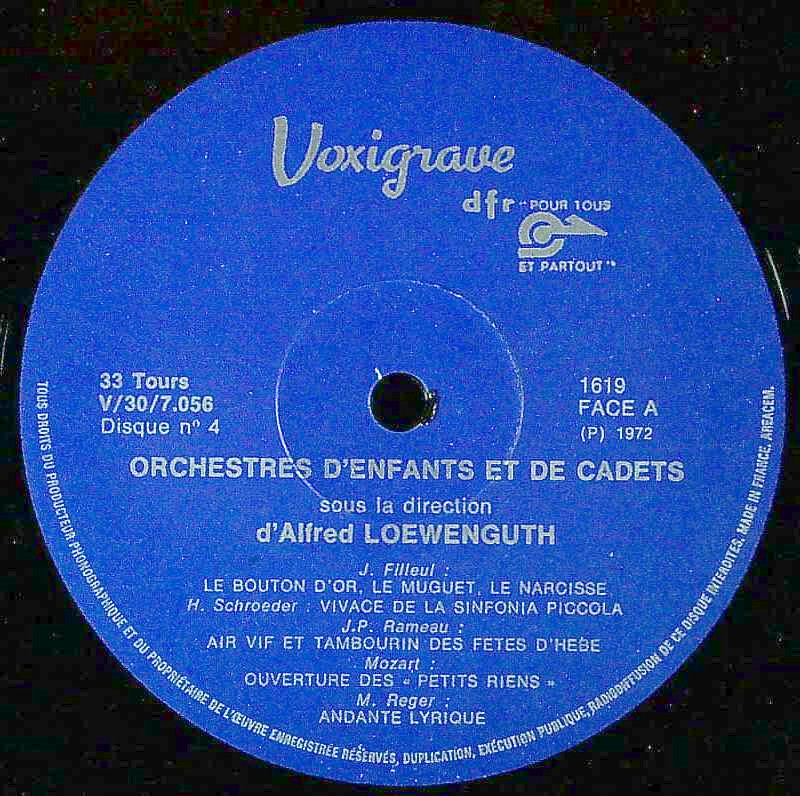 Voxigrave
dfr "POUR TOUS
ET PARTOUT"
33 Tours
V/30/7.056
Disque nº 4
1619
FACE A
(P) 1972
ORCHESTRES D'ENFANTS ET DE CADETS
sous la direction
d'Alfred LOEWENGUTH
J. Filleul :
LE BOUTON D'OR, LE MUGUET, LE NARCISSE
H. Schroeder : VIVACE DE LA SINFONIA PICCOLA
J.P. Rameau :
AIR VIF ET TAMBOURIN DES FETES D'HEBE
Mozart :
OUVERTURE DES « PETITS RIENS »
M. Reger :
ANDANTE LYRIQUE
TOUS DROITS DU PRODUCTEUR-PHONOGRAPHIQUE ET DU PROPRIÉTAIRE DE L'ŒUVRE ENREGISTRÉE RÉSERVÉS, DUPLICATION, EXÉCUTION PUBLIQUE, RADIODIFFUSION DE CE DISQUE INTERDITES. MADE IN FRANCE. AREACEM.